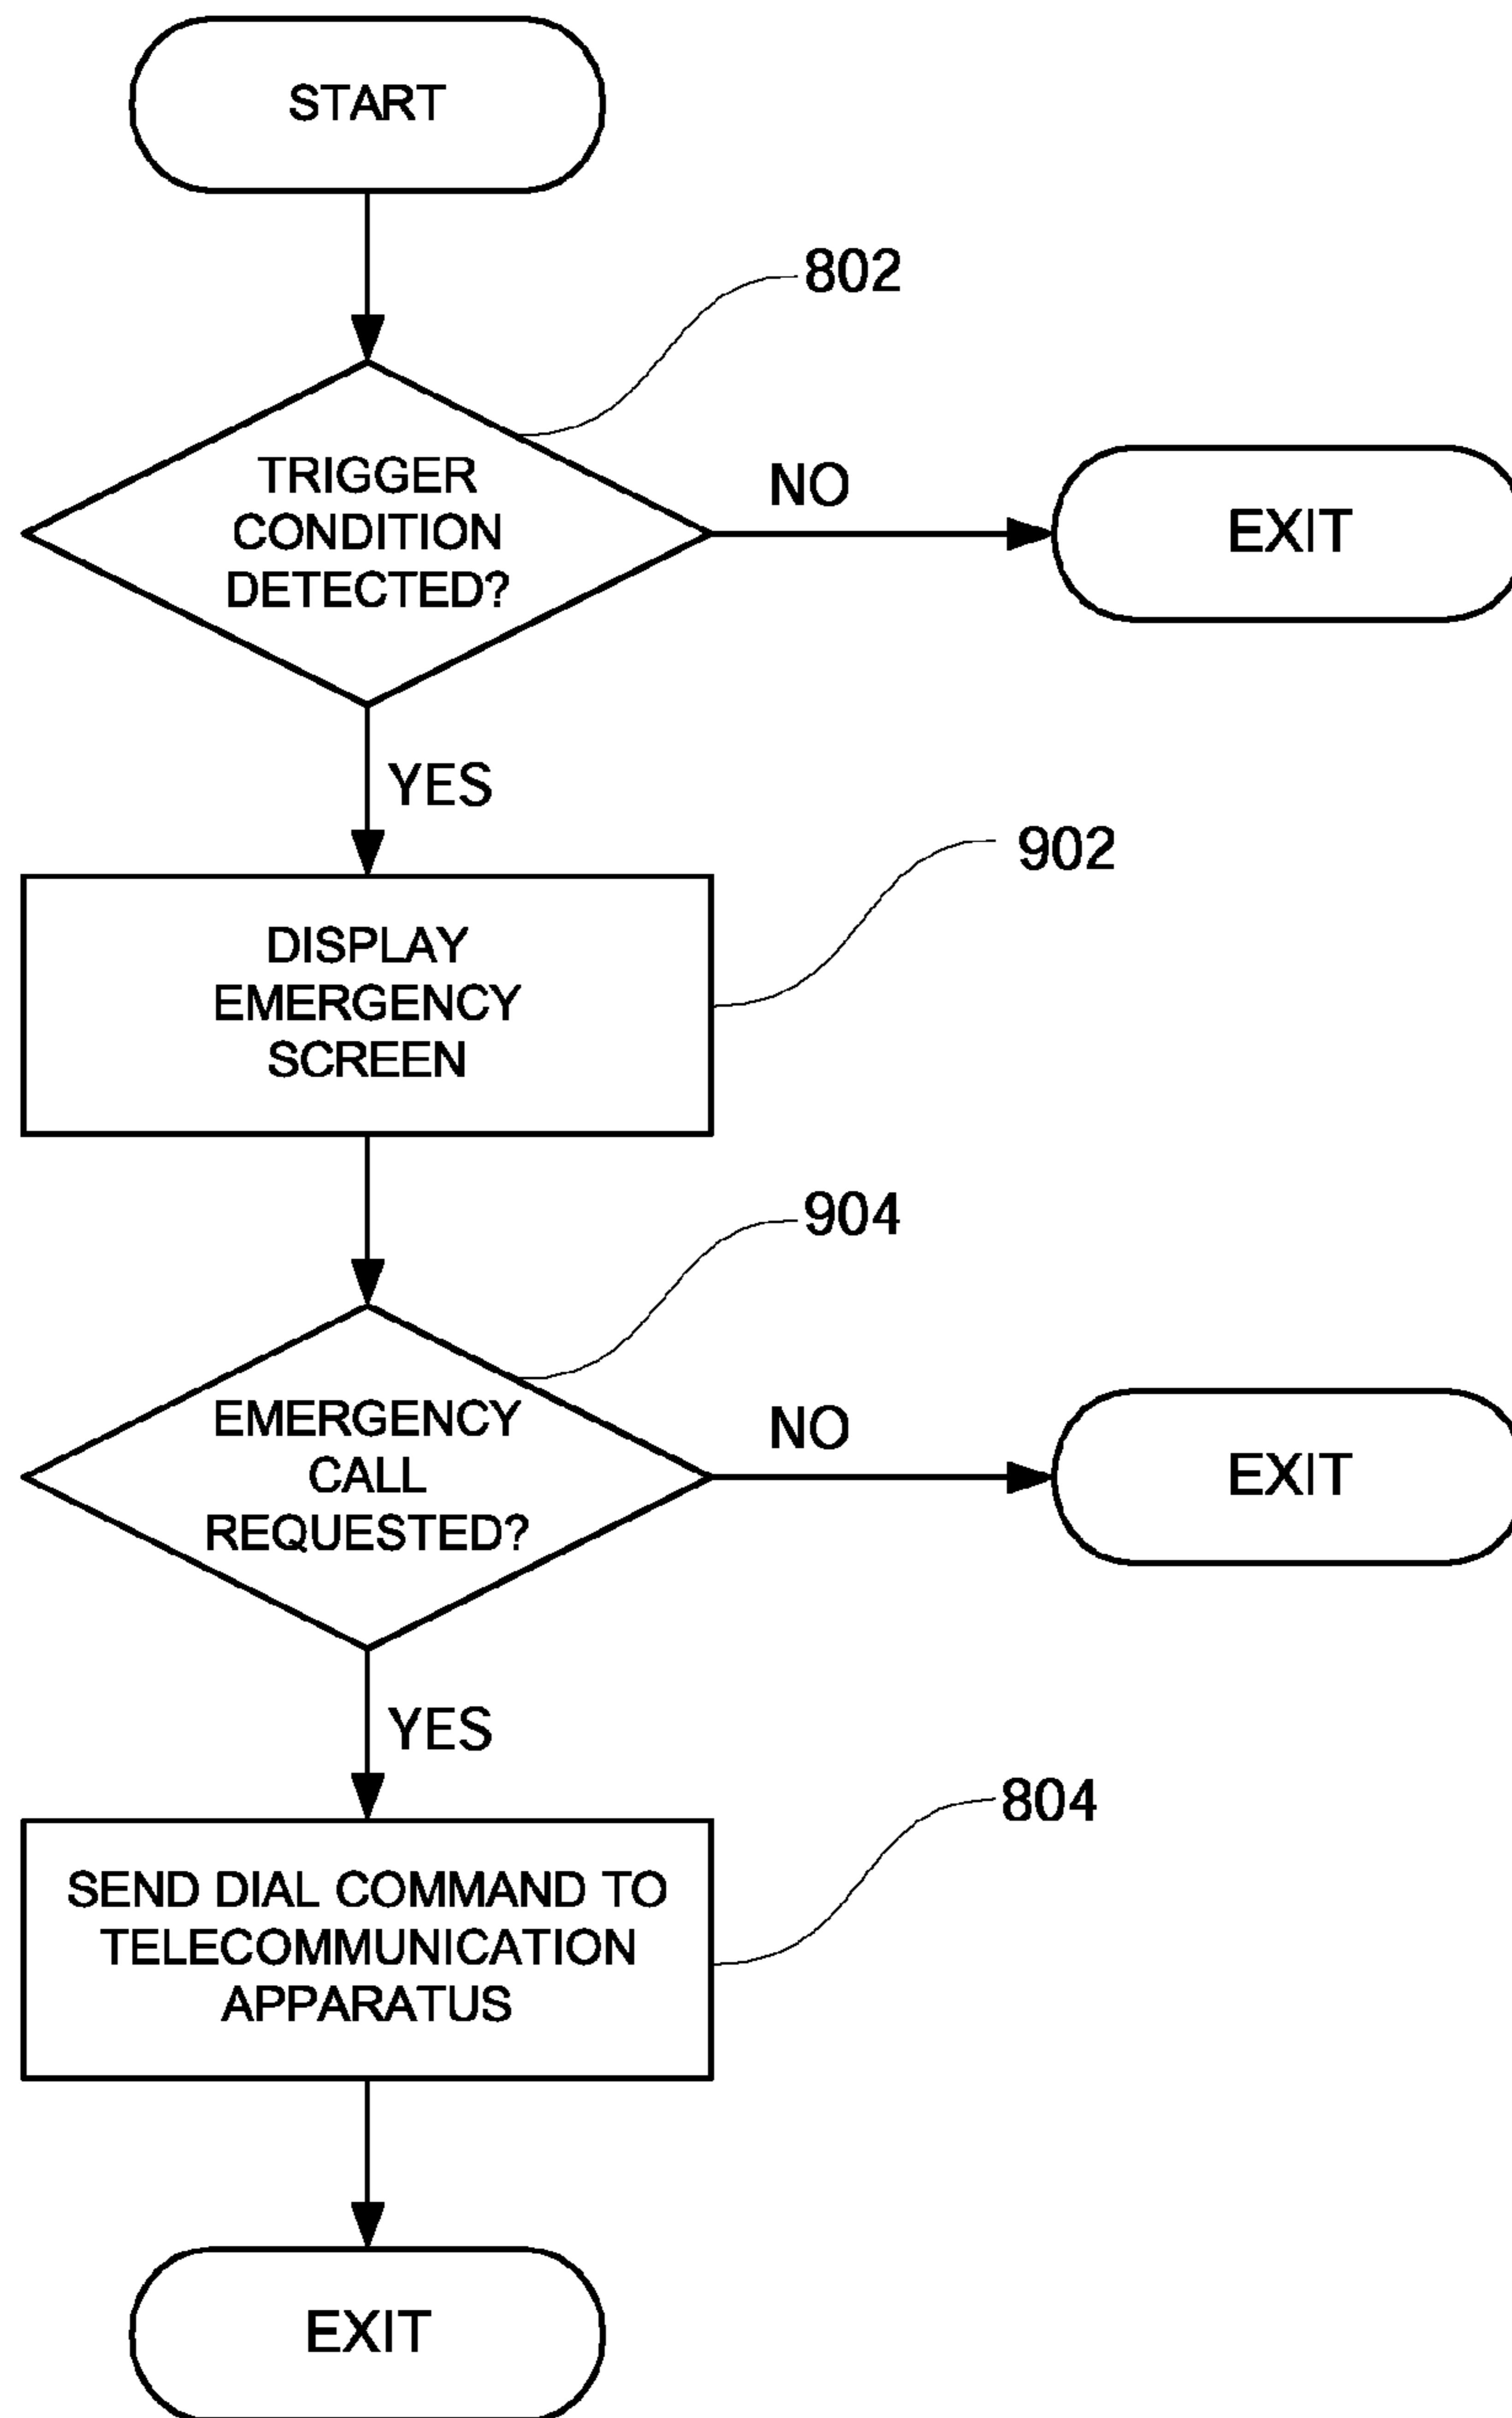 START
802
TRIGGER
CONDITION
DETECTED?
NO
EXIT
YES
902
DISPLAY
EMERGENCY
SCREEN
904
EMERGENCY
CALL
REQUESTED?
NO
EXIT
YES
804
SEND DIAL COMMAND TO
TELECOMMUNICATION
APPARATUS
EXIT